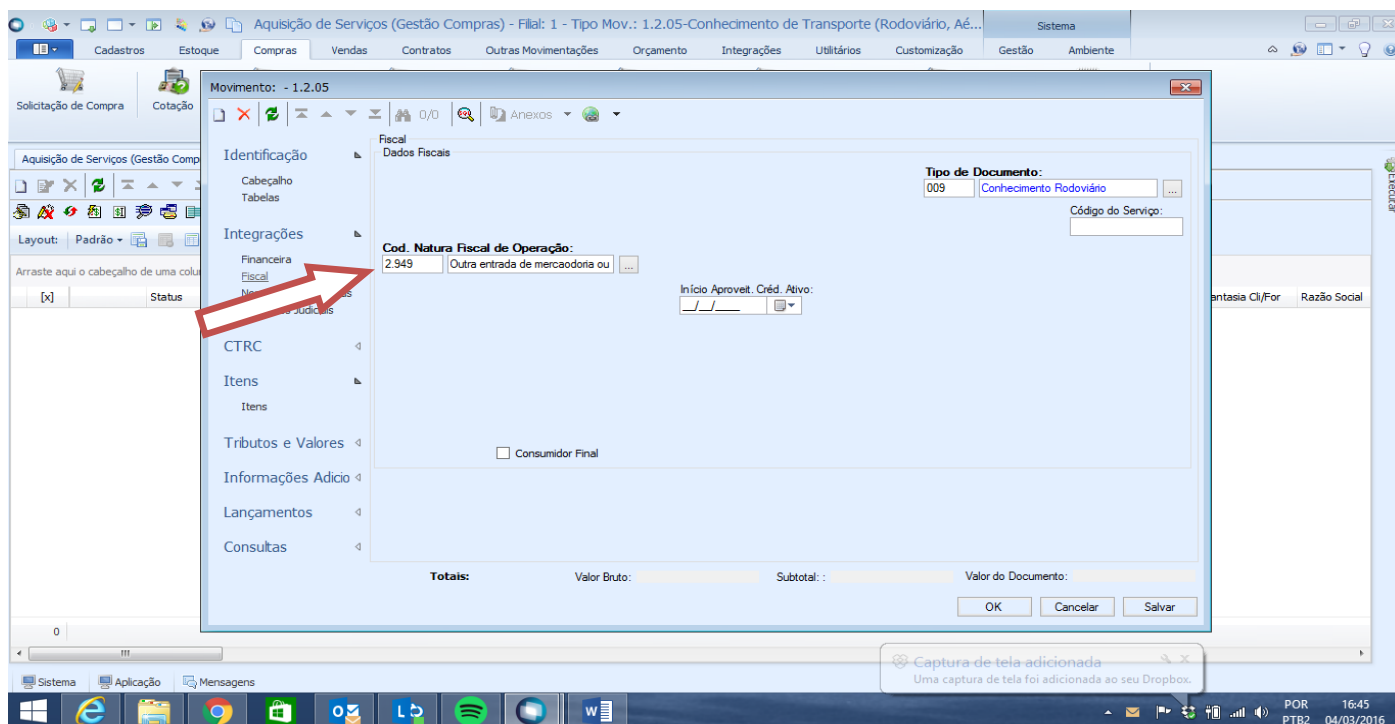 Aquisição de Serviços (Gestão Compras) - Filial: 1 - Tipo Mov.: 1.2.05-Conhecimento de Transporte (Rodoviário, Aé...
Sistema
Cadastros Estoque Compras Vendas Contratos Outras Movimentações Orçamento Integrações Utilitários Customização Gestão Ambiente
Solicitação de Compra Cotação
Movimento: - 1.2.05
0/0 Anexos
Aquisição de Serviços (Gestão Comp
Executar
Layout: Padrão
Arraste aqui o cabeçalho de uma colu
[x] Status
antasia Cli/For Razão Social
Identificação
Cabeçalho
Tabelas
Integrações
Financeira
Fiscal
Judiciais
CTRC
Itens
Itens
Tributos e Valores
Informações Adicio
Lançamentos
Consultas
Fiscal
Dados Fiscais
Tipo de Documento:
009 Conhecimento Rodoviário ...
Código do Serviço:
Cod. Natura Fiscal de Operação:
2.949 Outra entrada de mercaodoria ou ...
Início Aproveit. Créd. Ativo:
__/__/____
Consumidor Final
Totais: Valor Bruto: Subtotal: : Valor do Documento:
OK Cancelar Salvar
0
Captura de tela adicionada
Uma captura de tela foi adicionada ao seu Dropbox.
Sistema Aplicação Mensagens
POR 16:45
PTB2 04/03/2016